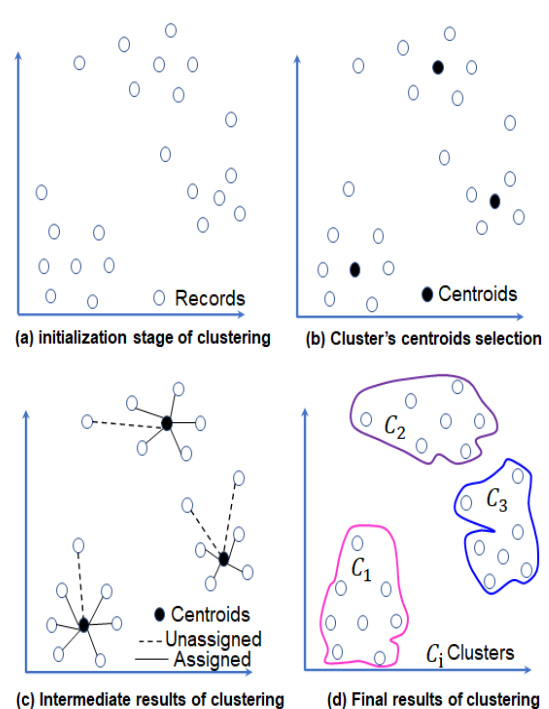 Records
Centroids
(a) initialization stage of clustering
(b) Cluster's centroids selection
C₂
C₃
C₁
Centroids
Unassigned
Assigned
Cᵢ Clusters
(c) Intermediate results of clustering
(d) Final results of clustering